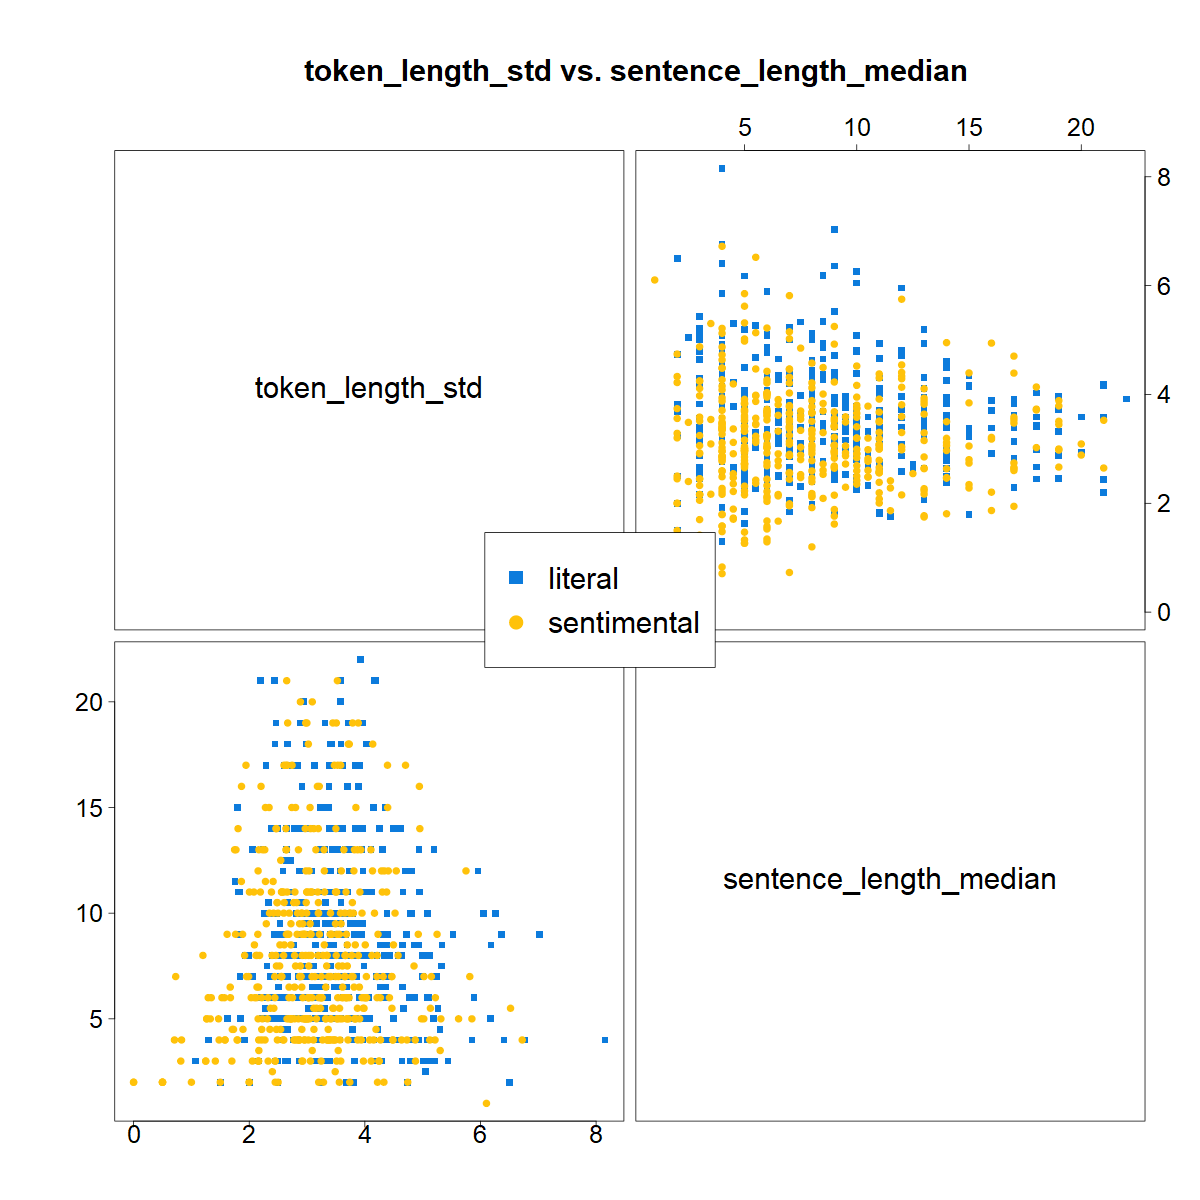 token_length_std vs. sentence_length_median
5 10 15 20
token_length_std
8
6
4
2
0
literal
sentimental
20
15
10
5
sentence_length_median
0 2 4 6 8